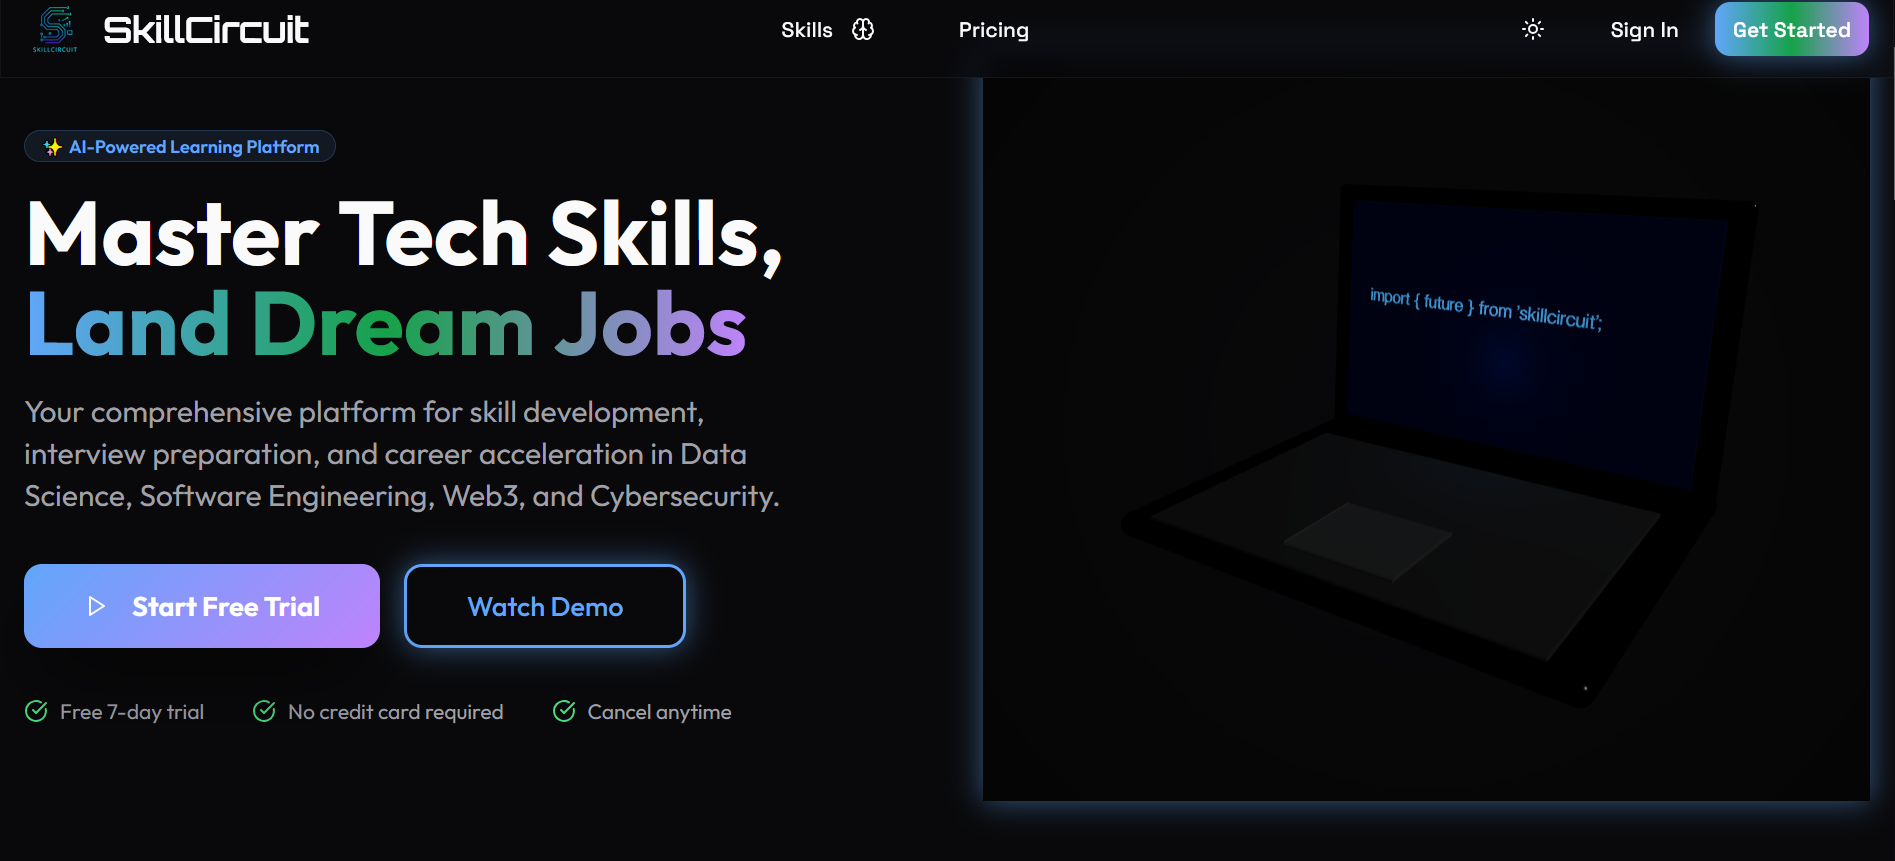 SKILLCIRCUIT
SkillCircuit
Skills
Pricing
Sign In
Get Started
✨ AI-Powered Learning Platform
Master Tech Skills,
Land Dream Jobs
Your comprehensive platform for skill development,
interview preparation, and career acceleration in Data
Science, Software Engineering, Web3, and Cybersecurity.
Start Free Trial
Watch Demo
Free 7-day trial
No credit card required
Cancel anytime
import { future } from 'skillcircuit';